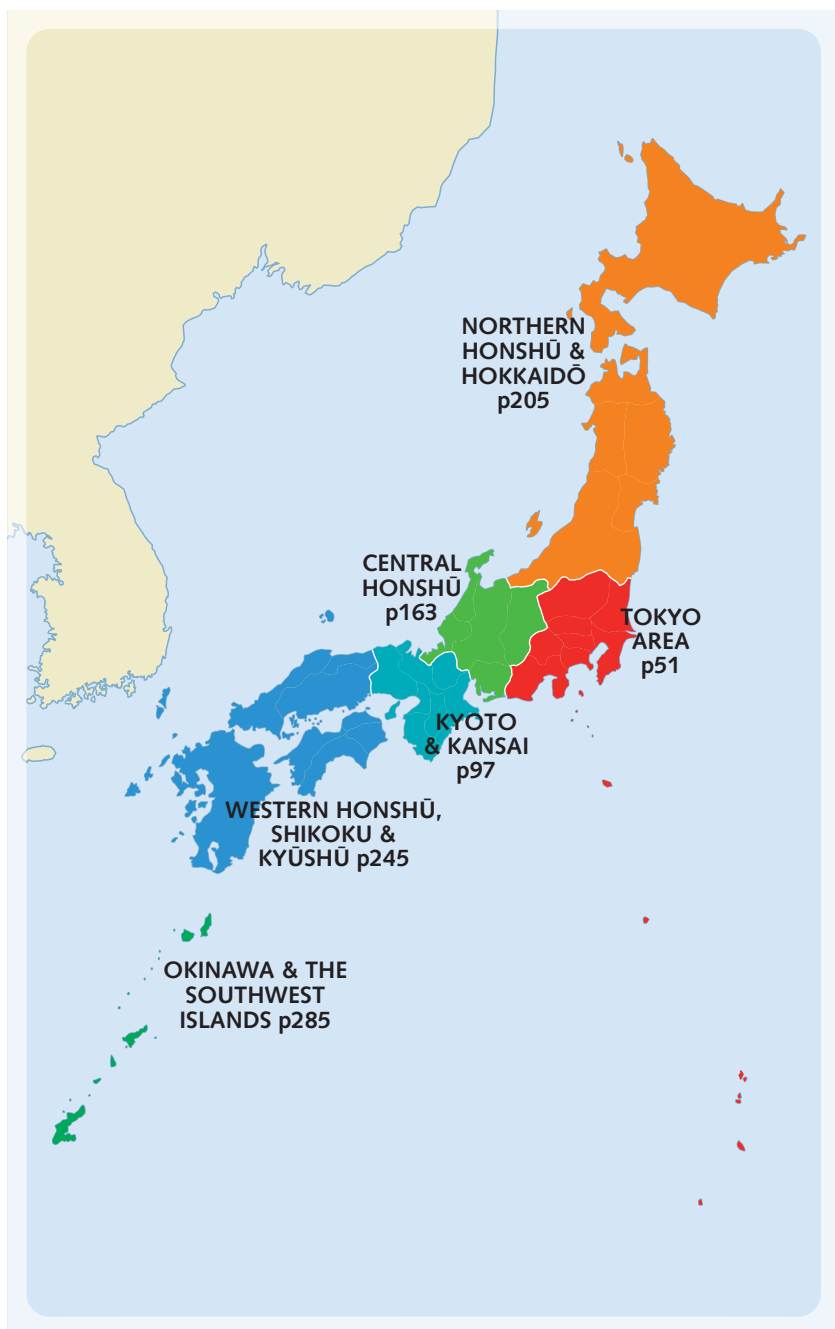 NORTHERN
HONSHŪ &
HOKKAIDŌ
p205
CENTRAL
HONSHŪ
p163
TOKYO
AREA
p51
KYOTO
& KANSAI
p97
WESTERN HONSHŪ,
SHIKOKU &
KYŪSHŪ p245
OKINAWA & THE
SOUTHWEST
ISLANDS p285